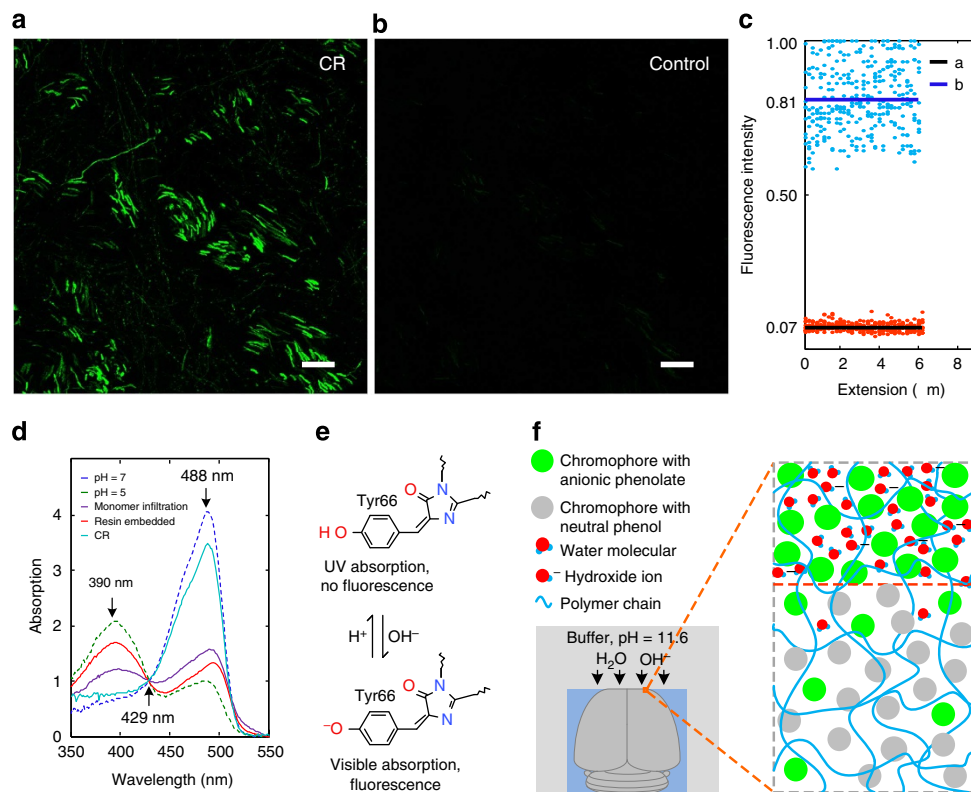 a
CR
b
Control
c
1.00
0.81
0.50
0.07
a
b
Fluorescence intensity
0 2 4 6 8
Extension ( m)
d
pH = 7
pH = 5
Monomer infiltration
Resin embedded
CR
488 nm
390 nm
429 nm
Absorption
4
3
2
1
0
350 400 450 500 550
Wavelength (nm)
e
Tyr66
O
N
N
H O
UV absorption,
no fluorescence
H+ OH−
Tyr66
O
N
N
−O
Visible absorption,
fluorescence
f
Chromophore with
anionic phenolate
Chromophore with
neutral phenol
Water molecular
− Hydroxide ion
Polymer chain
Buffer, pH = 11.6
H2O OH−